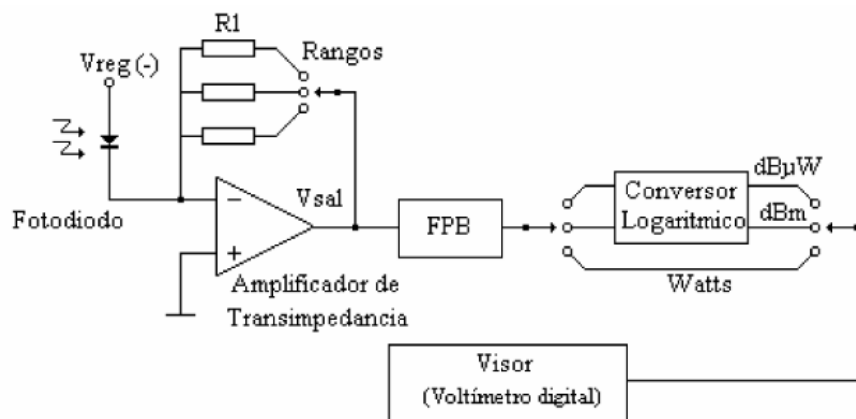 R1
Rangos
Vreg (-)
Vsal
Fotodiodo
−
+
Amplificador de
Transimpedancia
FPB
Conversor
Logaritmico
dBµW
dBm
Watts
Visor
(Voltímetro digital)